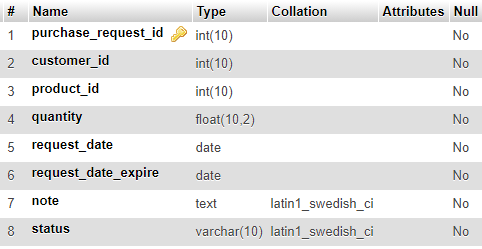 # Name Type Collation Attributes Null
1 purchase_request_id int(10) No
2 customer_id int(10) No
3 product_id int(10) No
4 quantity float(10,2) No
5 request_date date No
6 request_date_expire date No
7 note text latin1_swedish_ci No
8 status varchar(10) latin1_swedish_ci No